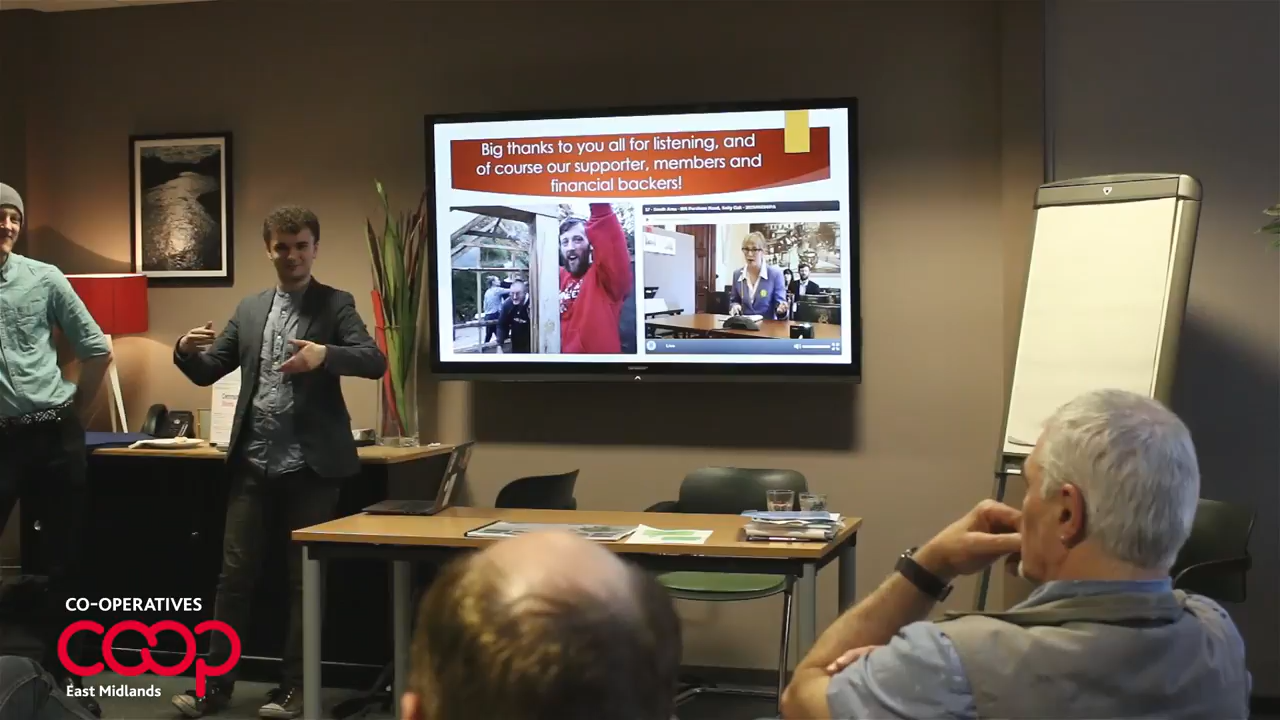 Big thanks to you all for listening, and
of course our supporter, members and
financial backers!
Live
CO-OPERATIVES
coop
East Midlands